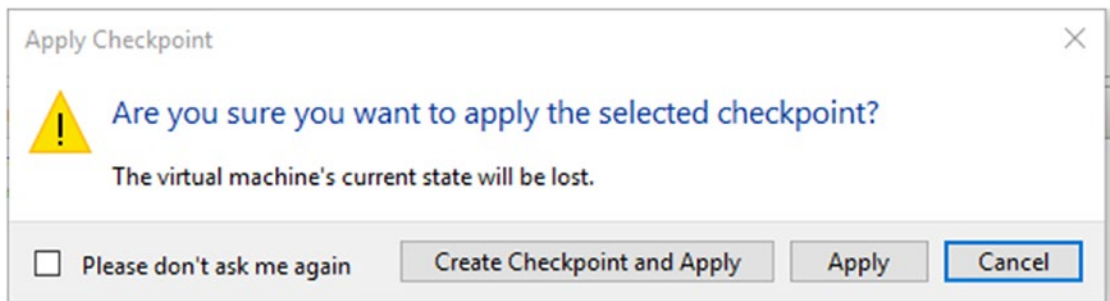 Apply Checkpoint
Are you sure you want to apply the selected checkpoint?
The virtual machine's current state will be lost.
Please don't ask me again
Create Checkpoint and Apply
Apply
Cancel